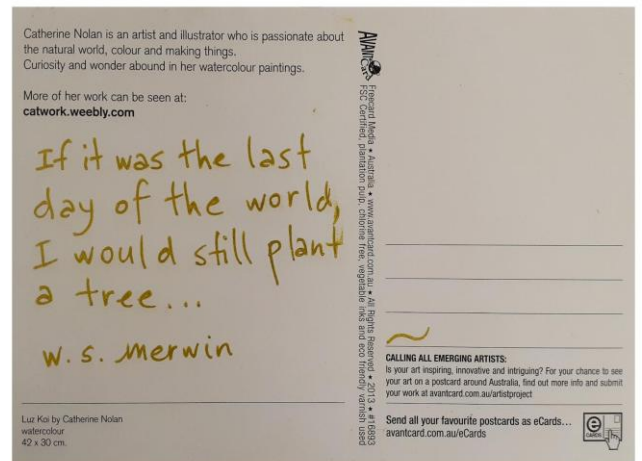 Catherine Nolan is an artist and illustrator who is passionate about
the natural world, colour and making things.
Curiosity and wonder abound in her watercolour paintings.
More of her work can be seen at:
catwork.weebly.com
If it was the last
day of the world,
I would still plant
a tree...
W. S. Merwin
Luz Koi by Catherine Nolan
watercolour
42 x 30 cm.
AVANTCard
Freecard Media • Australia • www.avantcard.com.au • All Rights Reserved • 2013 • #16893
FSC Certified, plantation pulp, chlorine free, vegetable inks and eco friendly varnish used
CALLING ALL EMERGING ARTISTS:
Is your art inspiring, innovative and intriguing? For your chance to see
your art on a postcard around Australia, find out more info and submit
your work at avantcard.com.au/artistproject
Send all your favourite postcards as eCards...
avantcard.com.au/eCards
e
CARDS